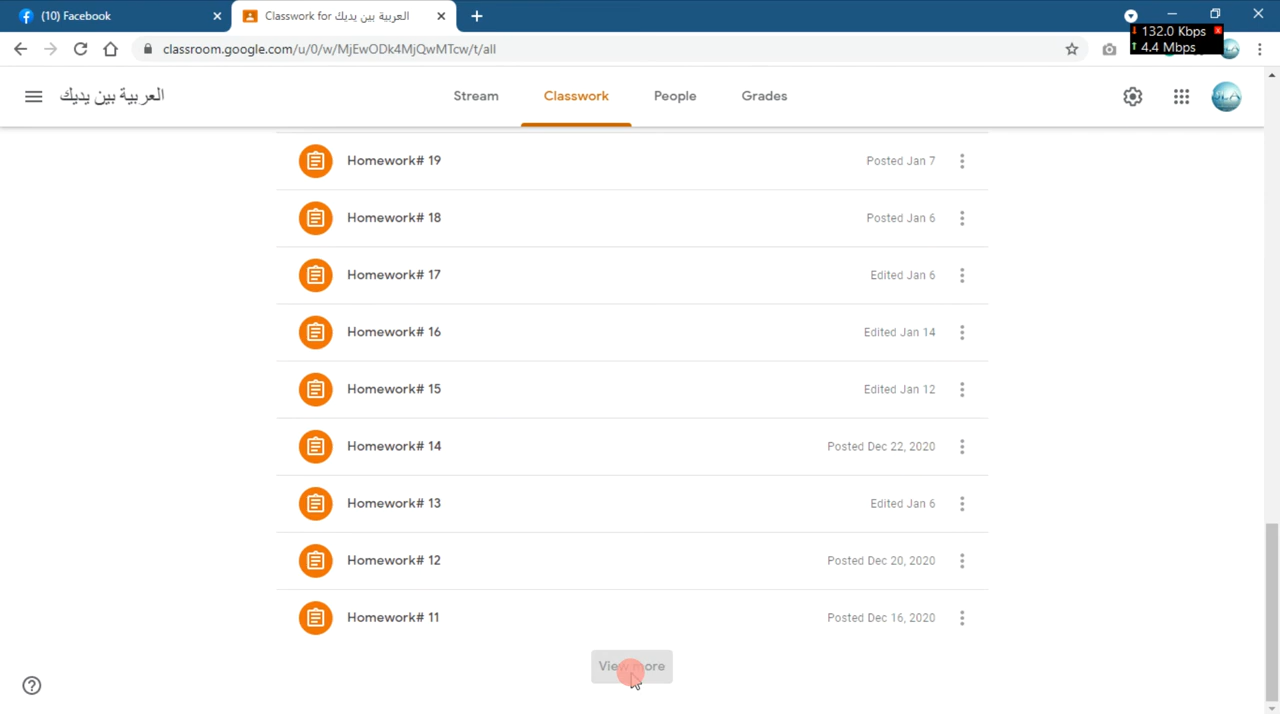 (10) Facebook
Classwork for العربية بين يديك
132.0 Kbps
4.4 Mbps
classroom.google.com/u/0/w/MjEwODk4MjQwMTcw/t/all
العربية بين يديك
Stream
Classwork
People
Grades
Homework# 19
Posted Jan 7
Homework# 18
Posted Jan 6
Homework# 17
Edited Jan 6
Homework# 16
Edited Jan 14
Homework# 15
Edited Jan 12
Homework# 14
Posted Dec 22, 2020
Homework# 13
Edited Jan 6
Homework# 12
Posted Dec 20, 2020
Homework# 11
Posted Dec 16, 2020
View more